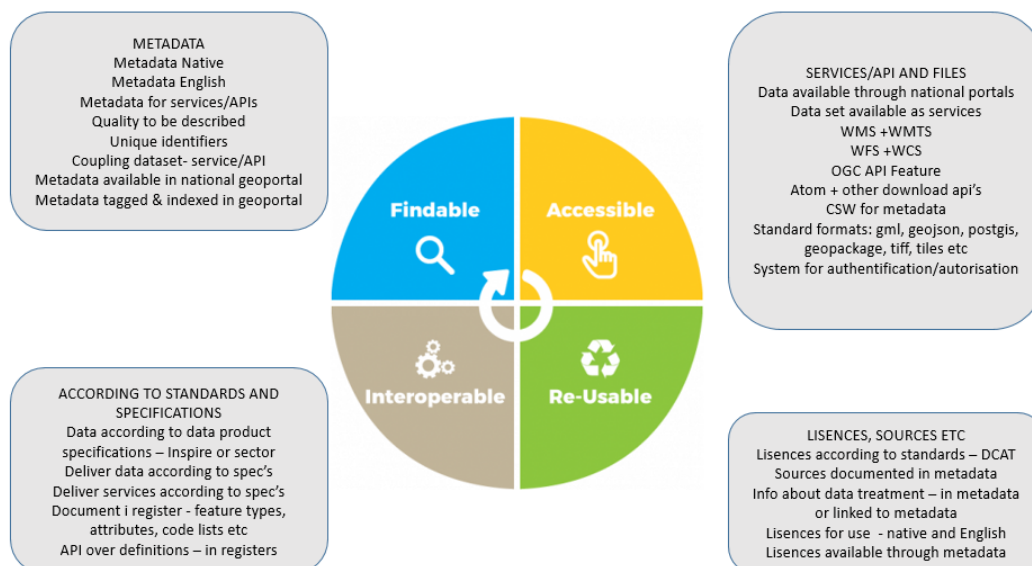 METADATA
Metadata Native
Metadata English
Metadata for services/APIs
Quality to be described
Unique identifiers
Coupling dataset- service/API
Metadata available in national geoportal
Metadata tagged & indexed in geoportal
SERVICES/API AND FILES
Data available through national portals
Data set available as services
WMS +WMTS
WFS +WCS
OGC API Feature
Atom + other download api's
CSW for metadata
Standard formats: gml, geojson, postgis,
geopackage, tiff, tiles etc
System for authentification/autorisation
Findable
Accessible
Interoperable
Re-Usable
ACCORDING TO STANDARDS AND
SPECIFICATIONS
Data according to data product
specifications – Inspire or sector
Deliver data according to spec's
Deliver services according to spec's
Document i register - feature types,
attributes, code lists etc
API over definitions – in registers
LISENCES, SOURCES ETC
Lisences according to standards – DCAT
Sources documented in metadata
Info about data treatment – in metadata
or linked to metadata
Lisences for use - native and English
Lisences available through metadata